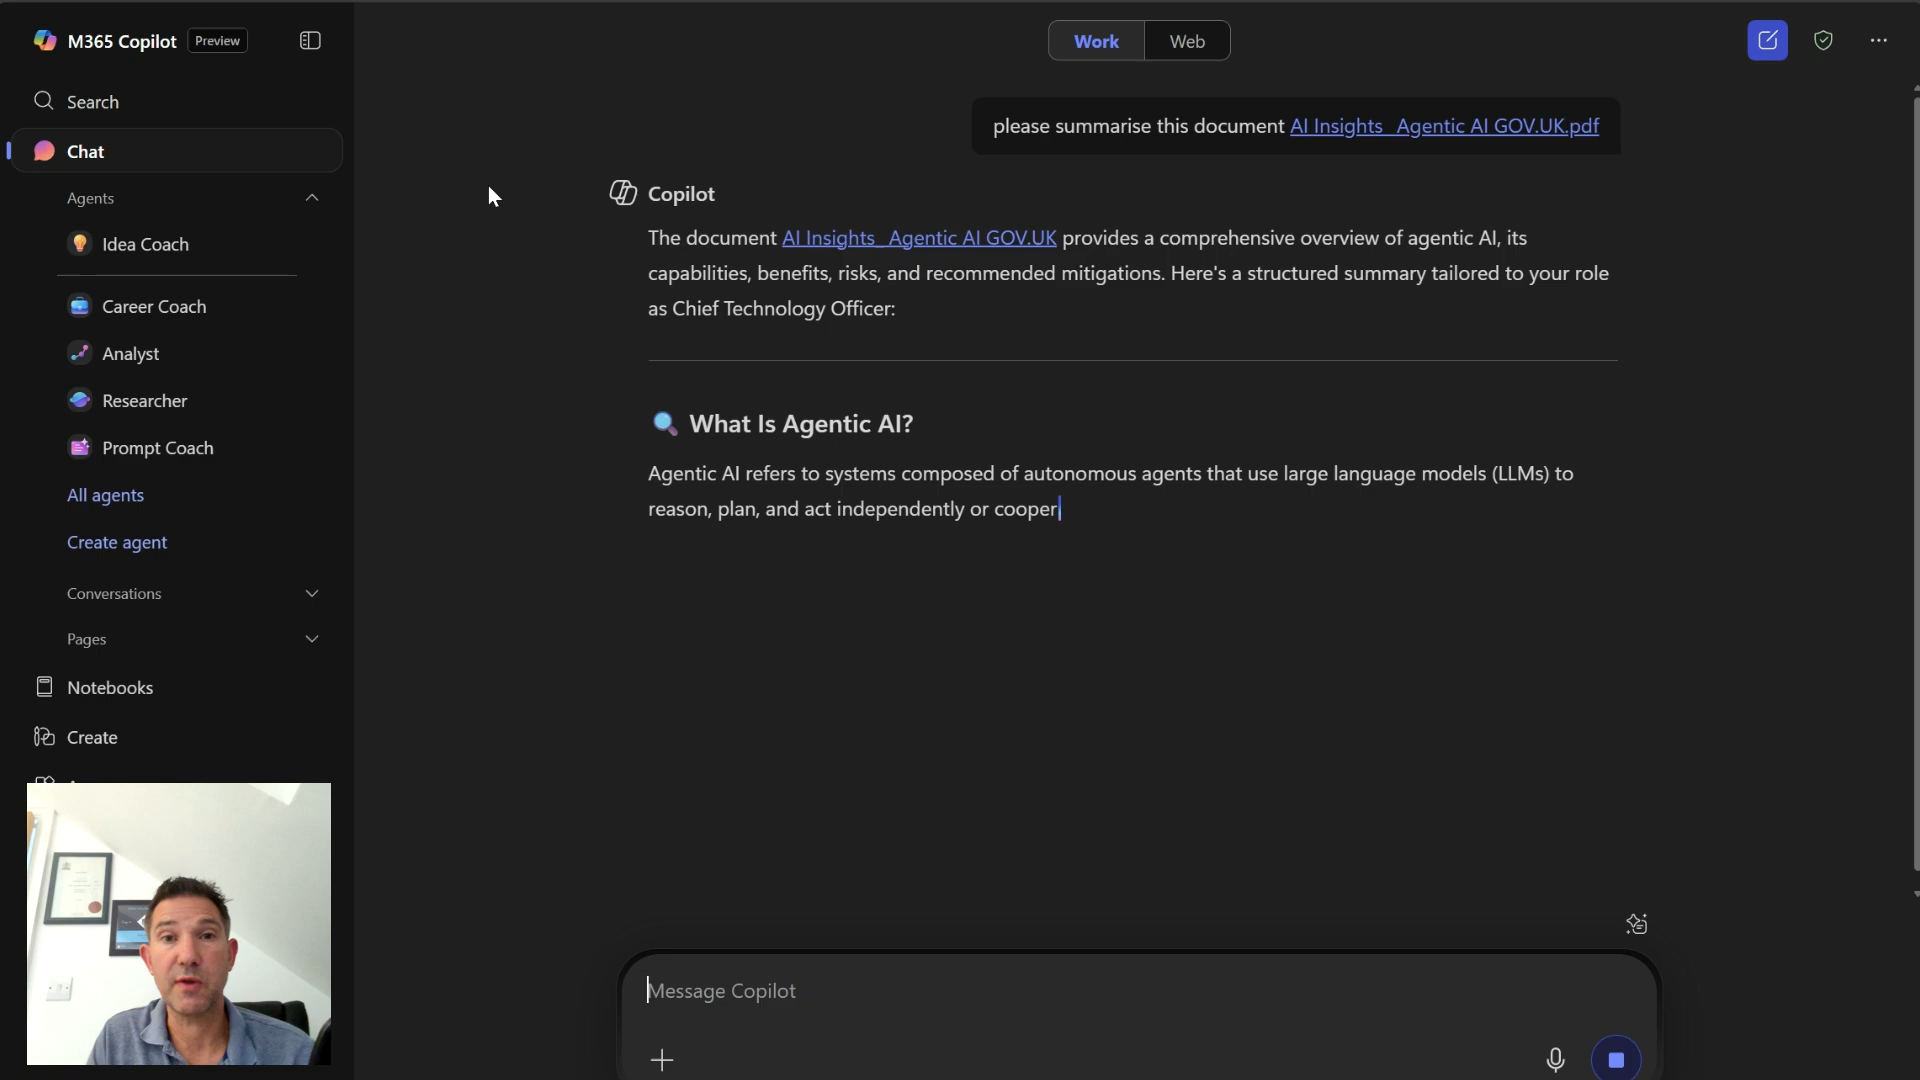 M365 Copilot Preview
Work Web
Search
Chat
Agents
Idea Coach
Career Coach
Analyst
Researcher
Prompt Coach
All agents
Create agent
Conversations
Pages
Notebooks
Create
please summarise this document AI Insights_ Agentic AI GOV.UK.pdf
Copilot
The document AI Insights_ Agentic AI GOV.UK provides a comprehensive overview of agentic AI, its
capabilities, benefits, risks, and recommended mitigations. Here's a structured summary tailored to your role
as Chief Technology Officer:
What Is Agentic AI?
Agentic AI refers to systems composed of autonomous agents that use large language models (LLMs) to
reason, plan, and act independently or cooper
Message Copilot